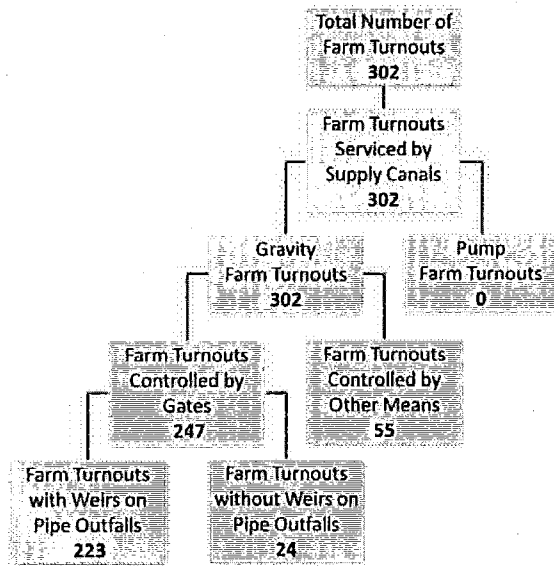 Total Number of
Farm Turnouts
302
Farm Turnouts
Serviced by
Supply Canals
302
Gravity
Farm Turnouts
302
Pump
Farm Turnouts
0
Farm Turnouts
Controlled by
Gates
247
Farm Turnouts
Controlled by
Other Means
55
Farm Turnouts
with Weirs on
Pipe Outfalls
223
Farm Turnouts
without Weirs on
Pipe Outfalls
24